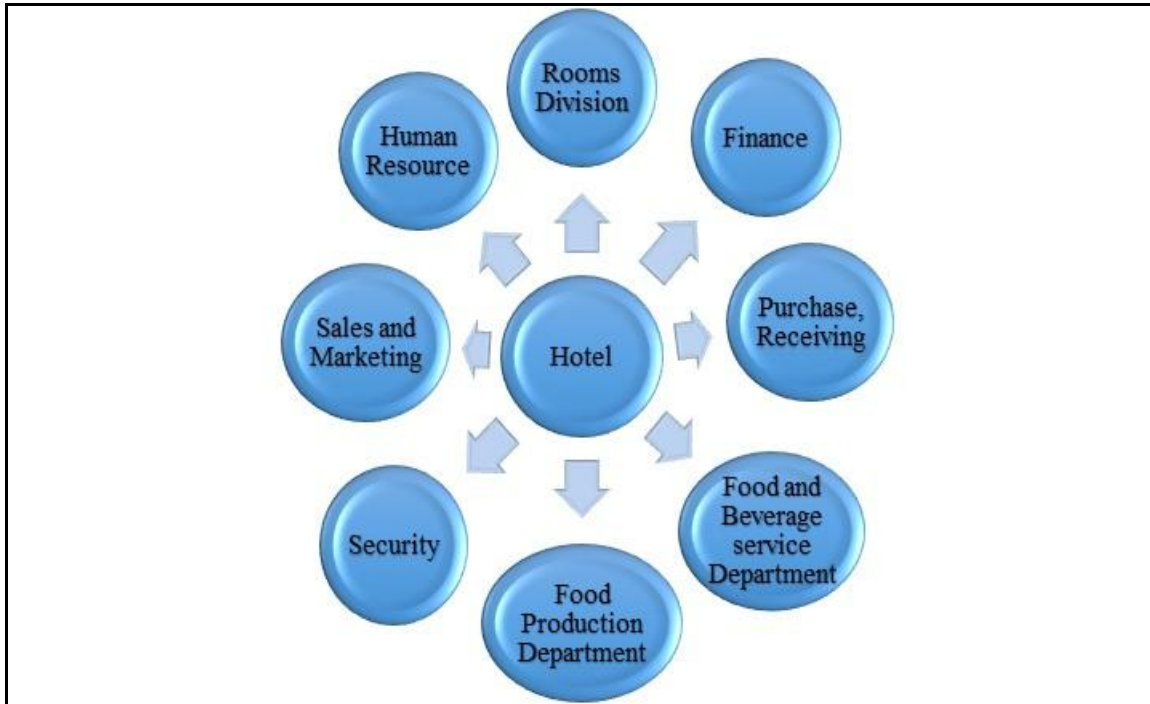 Rooms
Division
Finance
Human
Resource
Purchase,
Receiving
Sales and
Marketing
Hotel
Food and
Beverage
service
Department
Security
Food
Production
Department